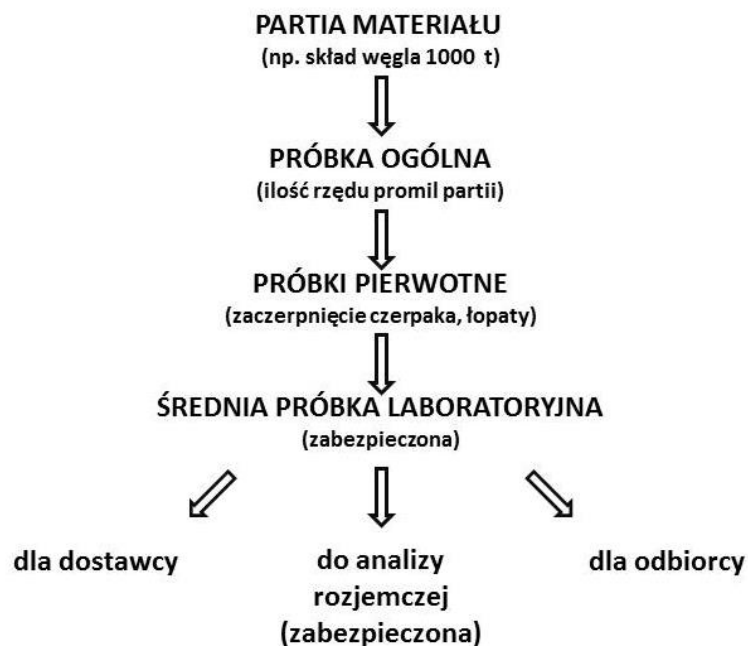 PARTIA MATERIAŁU
(np. skład węgla 1000 t)
PRÓBKA OGÓLNA
(ilość rzędu promil partii)
PRÓBKI PIERWOTNE
(zaczerpnięcie czerpaka, łopaty)
ŚREDNIA PRÓBKA LABORATORYJNA
(zabezpieczona)
dla dostawcy
do analizy
rozjemczej
(zabezpieczona)
dla odbiorcy